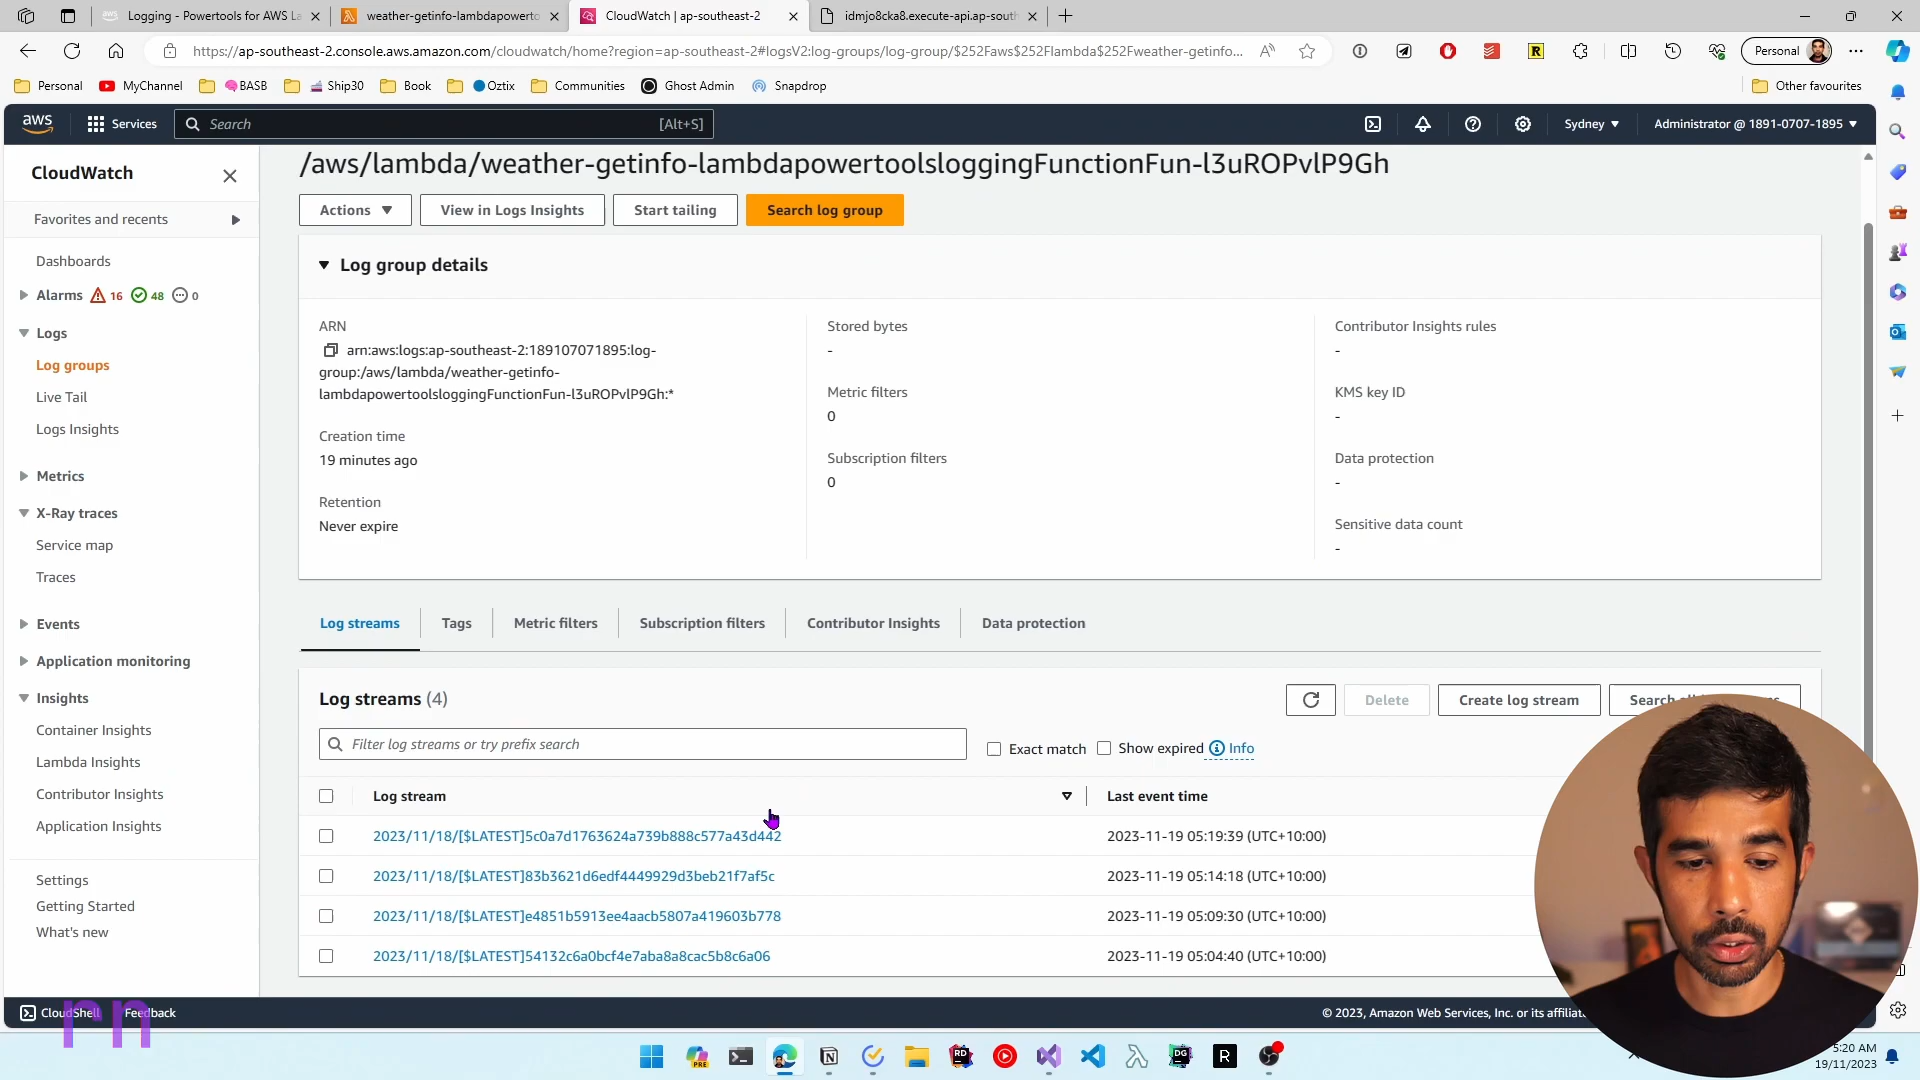 Logging - Powertools for AWS La
weather-getinfo-lambdapowerto
CloudWatch | ap-southeast-2
idmjo8cka8.execute-api.ap-south
https://ap-southeast-2.console.aws.amazon.com/cloudwatch/home?region=ap-southeast-2#logsV2:log-groups/log-group/$252Faws$252Flambda$252Fweather-getinfo...
Personal
Personal
MyChannel
BASB
Ship30
Book
Oztix
Communities
Ghost Admin
Snapdrop
Other favourites
aws
Services
Search
[Alt+S]
Sydney
Administrator @ 1891-0707-1895
CloudWatch
Favorites and recents
Dashboards
Alarms 16 48 0
Logs
Log groups
Live Tail
Logs Insights
Metrics
X-Ray traces
Service map
Traces
Events
Application monitoring
Insights
Container Insights
Lambda Insights
Contributor Insights
Application Insights
Settings
Getting Started
What's new
/aws/lambda/weather-getinfo-lambdapowertoolsloggingFunctionFun-l3uROPvlP9Gh
Actions
View in Logs Insights
Start tailing
Search log group
Log group details
ARN
arn:aws:logs:ap-southeast-2:189107071895:log-
group:/aws/lambda/weather-getinfo-
lambdapowertoolsloggingFunctionFun-l3uROPvlP9Gh:*
Creation time
19 minutes ago
Retention
Never expire
Stored bytes
-
Metric filters
0
Subscription filters
0
Contributor Insights rules
-
KMS key ID
-
Data protection
-
Sensitive data count
-
Log streams
Tags
Metric filters
Subscription filters
Contributor Insights
Data protection
Log streams (4)
Delete
Create log stream
Filter log streams or try prefix search
Exact match
Show expired
Info
Log stream
Last event time
2023/11/18/[$LATEST]5c0a7d1763624a739b888c577a43d442
2023-11-19 05:19:39 (UTC+10:00)
2023/11/18/[$LATEST]83b3621d6edf4449929d3beb21f7af5c
2023-11-19 05:14:18 (UTC+10:00)
2023/11/18/[$LATEST]e4851b5913ee4aacb5807a419603b778
2023-11-19 05:09:30 (UTC+10:00)
2023/11/18/[$LATEST]54132c6a0bcf4e7aba8a8cac5b8c6a06
2023-11-19 05:04:40 (UTC+10:00)
CloudShell
Feedback
© 2023, Amazon Web Services, Inc. or its
rn
PRE
RD
DG
R
5:20 AM
19/11/2023